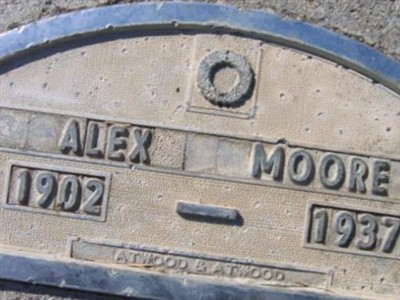 ALEX MOORE
1902 1937
ATWOOD & ATWOOD